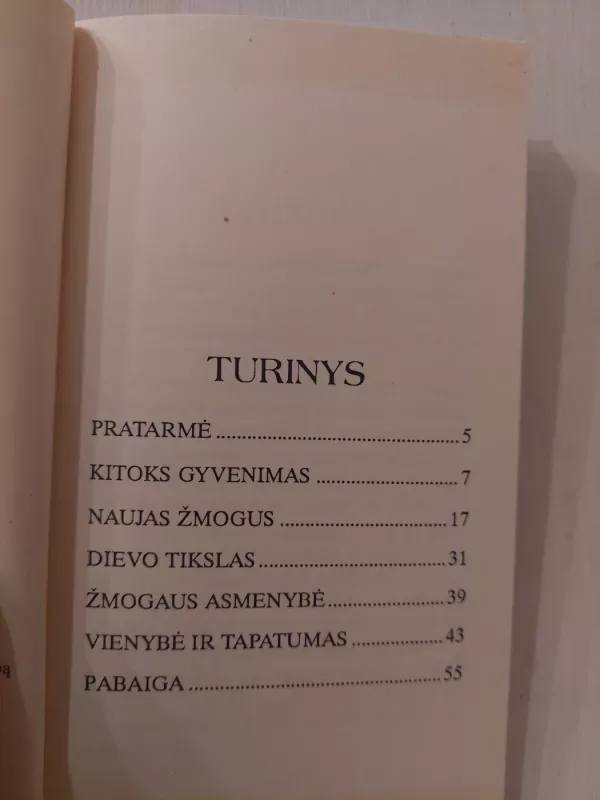 TURINYS
PRATARMĖ ........................................ 5
KITOKS GYVENIMAS ........................ 7
NAUJAS ŽMOGUS ............................ 17
DIEVO TIKSLAS ................................ 31
ŽMOGAUS ASMENYBĖ ................... 39
VIENYBĖ IR TAPATUMAS ............... 43
PABAIGA .......................................... 55